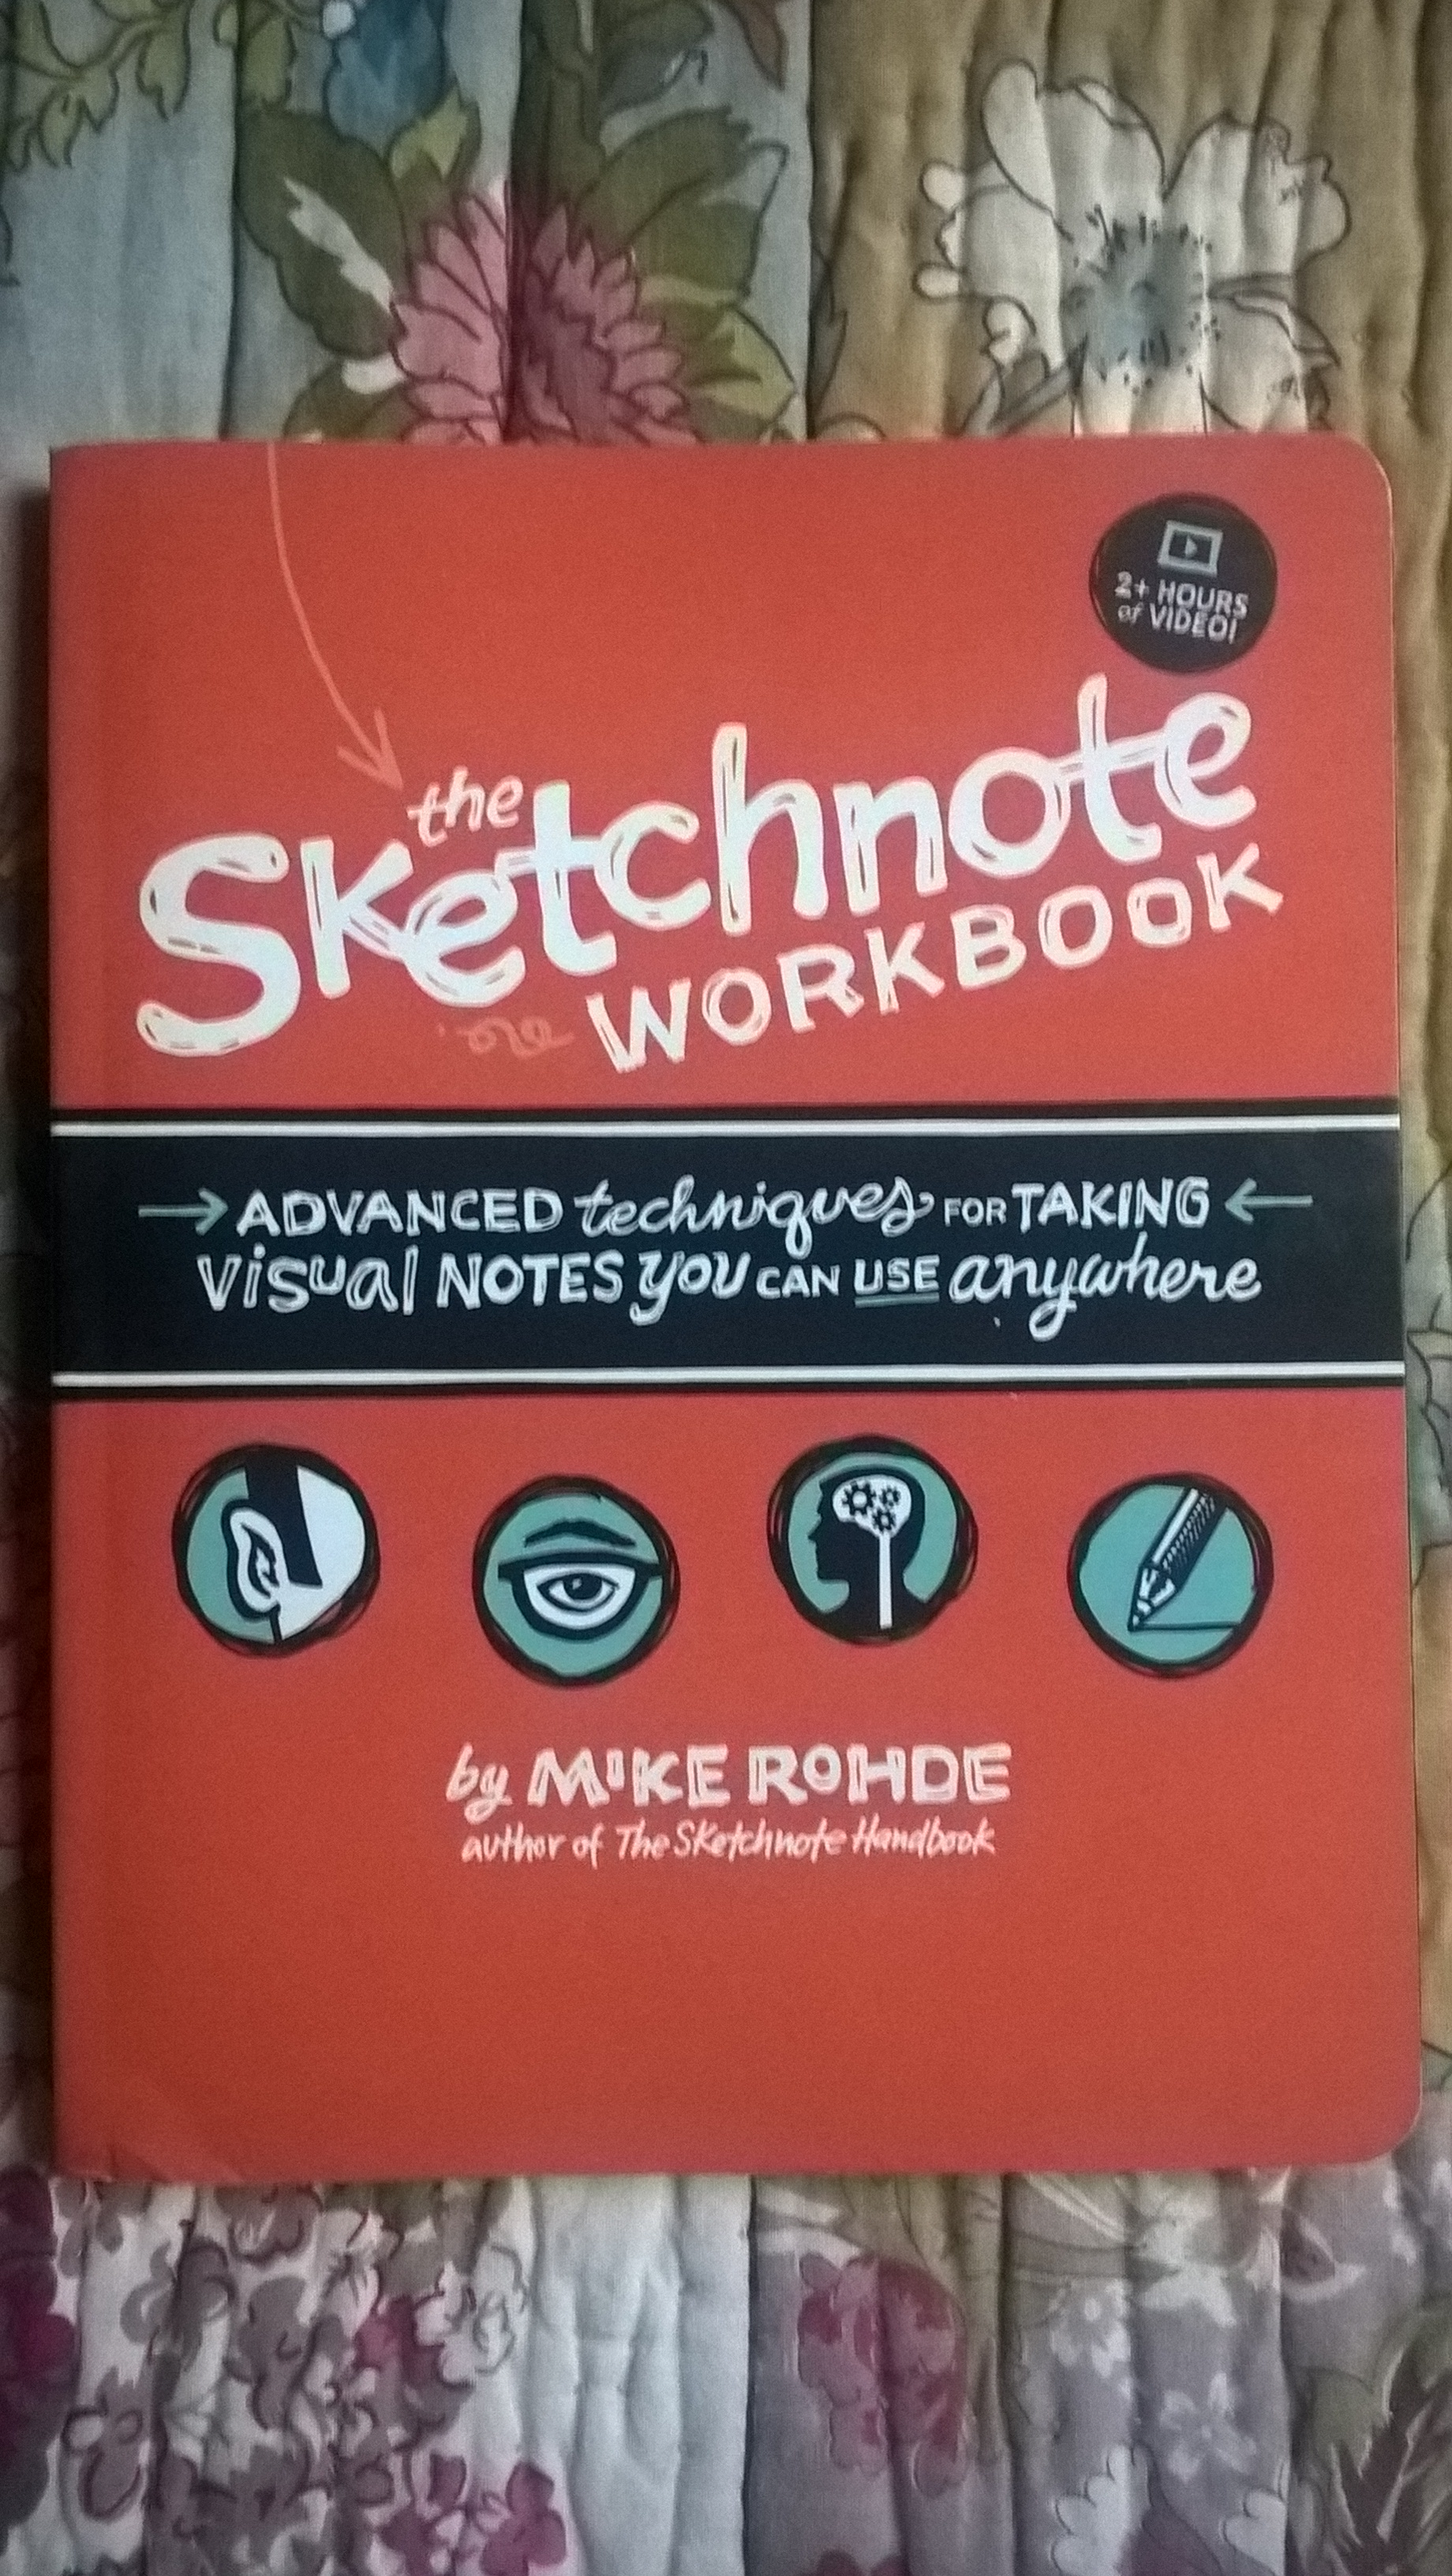 2+ HOURS
of VIDEO!
the
Sketchnote
WORKBOOK
ADVANCED techniques FOR TAKING
visual NOTES you CAN USE anywhere
by MIKE ROHDE
author of The Sketchnote Handbook